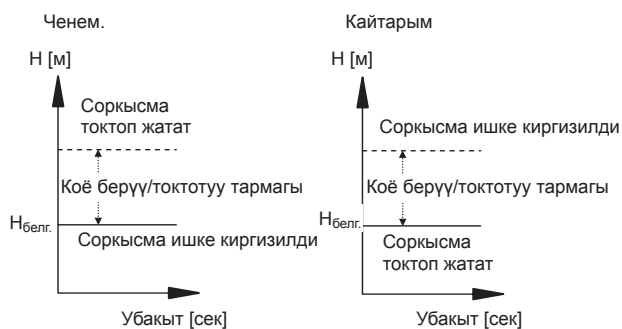 Ченем.
H [м]
Соркысма
токтоп жатат
Коё берүү/токтотуу тармагы
Hбелг.
Соркысма ишке киргизилди
Убакыт [сек]
Кайтарым
H [м]
Соркысма ишке киргизилди
Коё берүү/токтотуу тармагы
Hбелг.
Соркысма
токтоп жатат
Убакыт [сек]